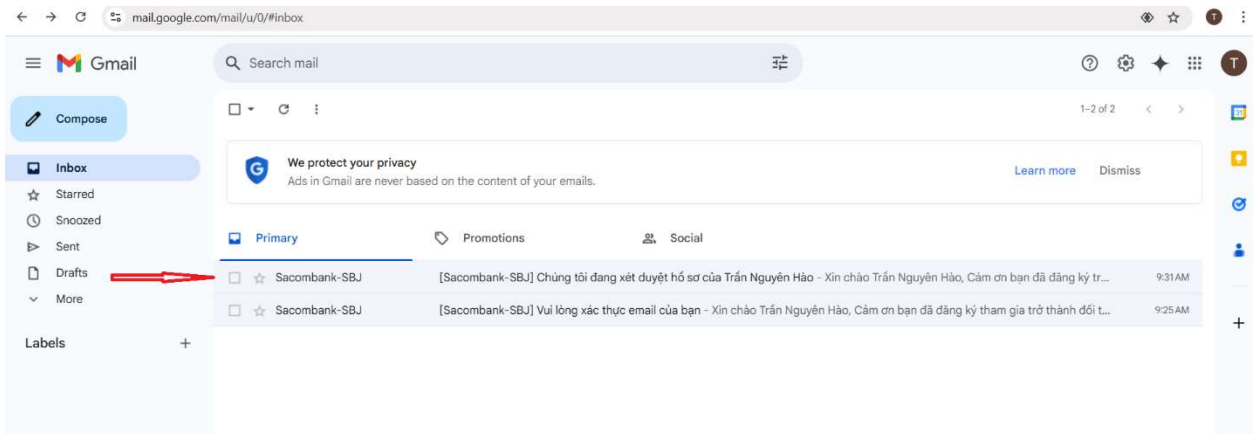 mail.google.com/mail/u/0/#inbox
T
Gmail
Search mail
T
Compose
1–2 of 2
31
Inbox
G
We protect your privacy
Ads in Gmail are never based on the content of your emails.
Learn more
Dismiss
Starred
Snoozed
Sent
Primary
Promotions
Social
Drafts
Sacombank-SBJ [Sacombank-SBJ] Chúng tôi đang xét duyệt hồ sơ của Trần Nguyên Hào - Xin chào Trần Nguyên Hào, Cảm ơn bạn đã đăng ký tr... 9:31 AM
More
Sacombank-SBJ [Sacombank-SBJ] Vui lòng xác thực email của bạn - Xin chào Trần Nguyên Hào, Cảm ơn bạn đã đăng ký tham gia trở thành đối t... 9:25 AM
Labels